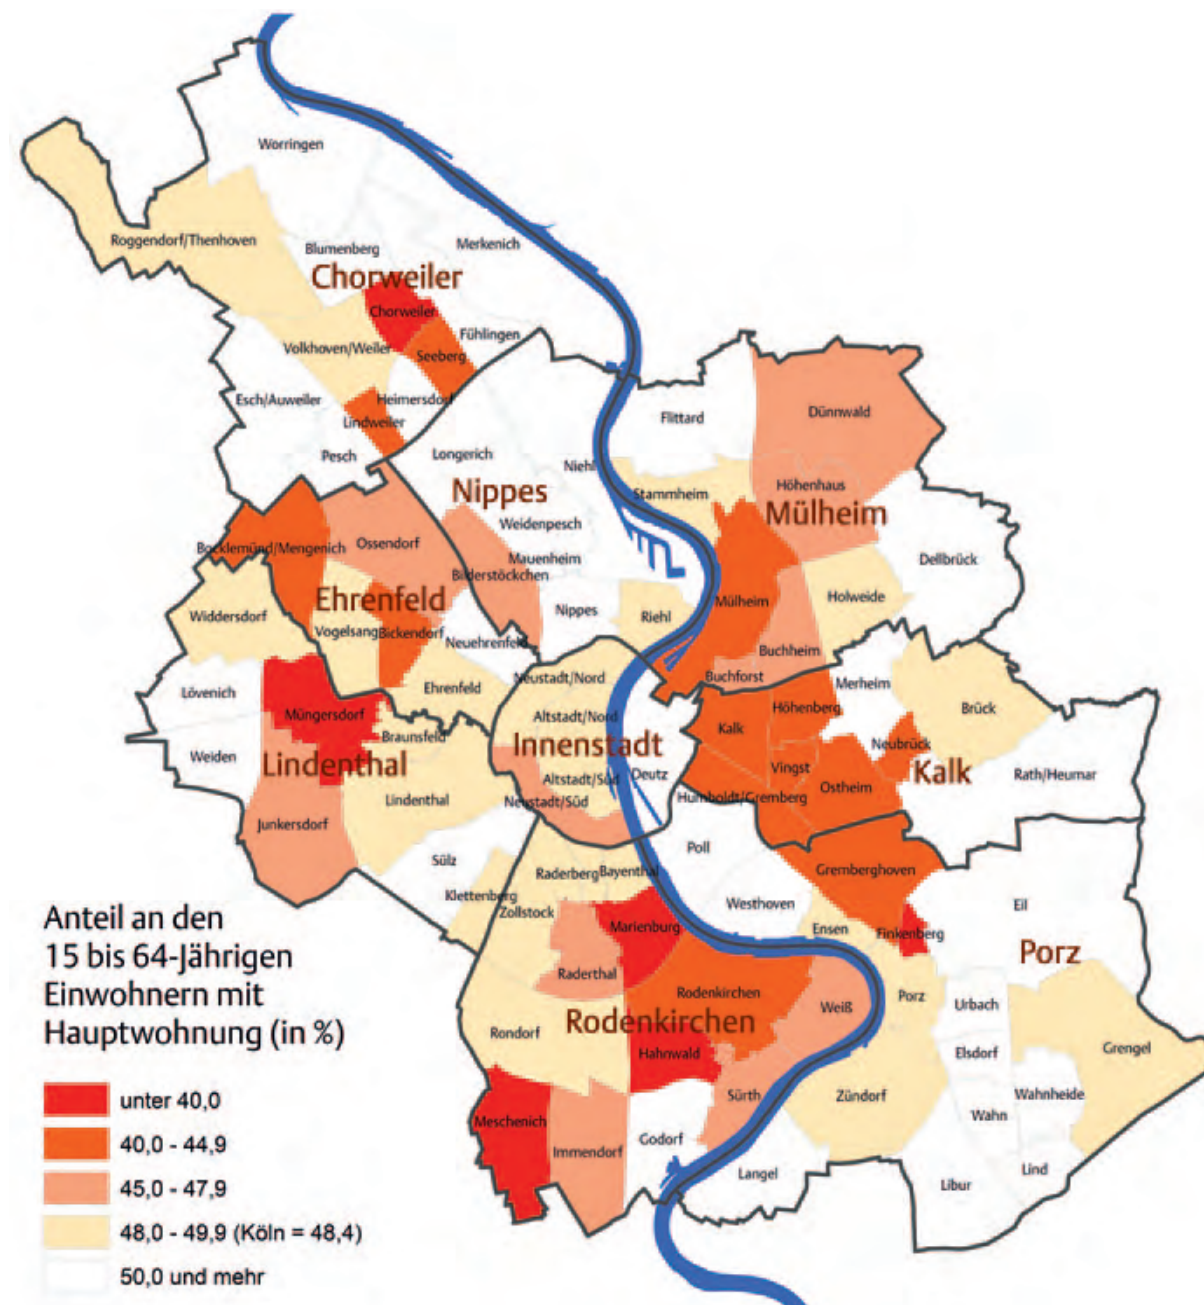 Worringen
Roggendorf/Thenhoven
Blumenberg
Merkenich
Chorweiler
Chorweiler
Fühlingen
Volkhoven/Weiler
Seeberg
Esch/Auweiler
Heimersdorf
Lindweiler
Pesch
Longerich
Niehl
Flittard
Dünnwald
Nippes
Stammheim
Höhenhaus
Mülheim
Weidenpesch
Bocklemünd/Mengenich
Ossendorf
Mauenheim
Bilderstöckchen
Dellbrück
Ehrenfeld
Widdersdorf
Nippes
Riehl
Mülheim
Holweide
Vogelsang
Bickendorf
Neuehrenfeld
Buchheim
Neustadt/Nord
Buchforst
Lövenich
Ehrenfeld
Merheim
Müngersdorf
Altstadt/Nord
Höhenberg
Brück
Braunsfeld
Kalk
Innenstadt
Neubrück
Weiden
Lindenthal
Vingst
Kalk
Altstadt/Süd
Deutz
Rath/Heumar
Lindenthal
Neustadt/Süd
Humboldt/Gremberg
Ostheim
Junkersdorf
Sülz
Poll
Raderberg
Bayenthal
Gremberghoven
Klettenberg
Zollstock
Westhoven
Eil
Marienburg
Ensen
Finkenberg
Porz
Raderthal
Rodenkirchen
Porz
Urbach
Weiß
Rodenkirchen
Rondorf
Hahnwald
Elsdorf
Grengel
Sürth
Zündorf
Wahnheide
Meschenich
Wahn
Immendorf
Godorf
Langel
Lind
Libur
Anteil an den
15 bis 64-Jährigen
Einwohnern mit
Hauptwohnung (in %)
unter 40,0
40,0 - 44,9
45,0 - 47,9
48,0 - 49,9 (Köln = 48,4)
50,0 und mehr